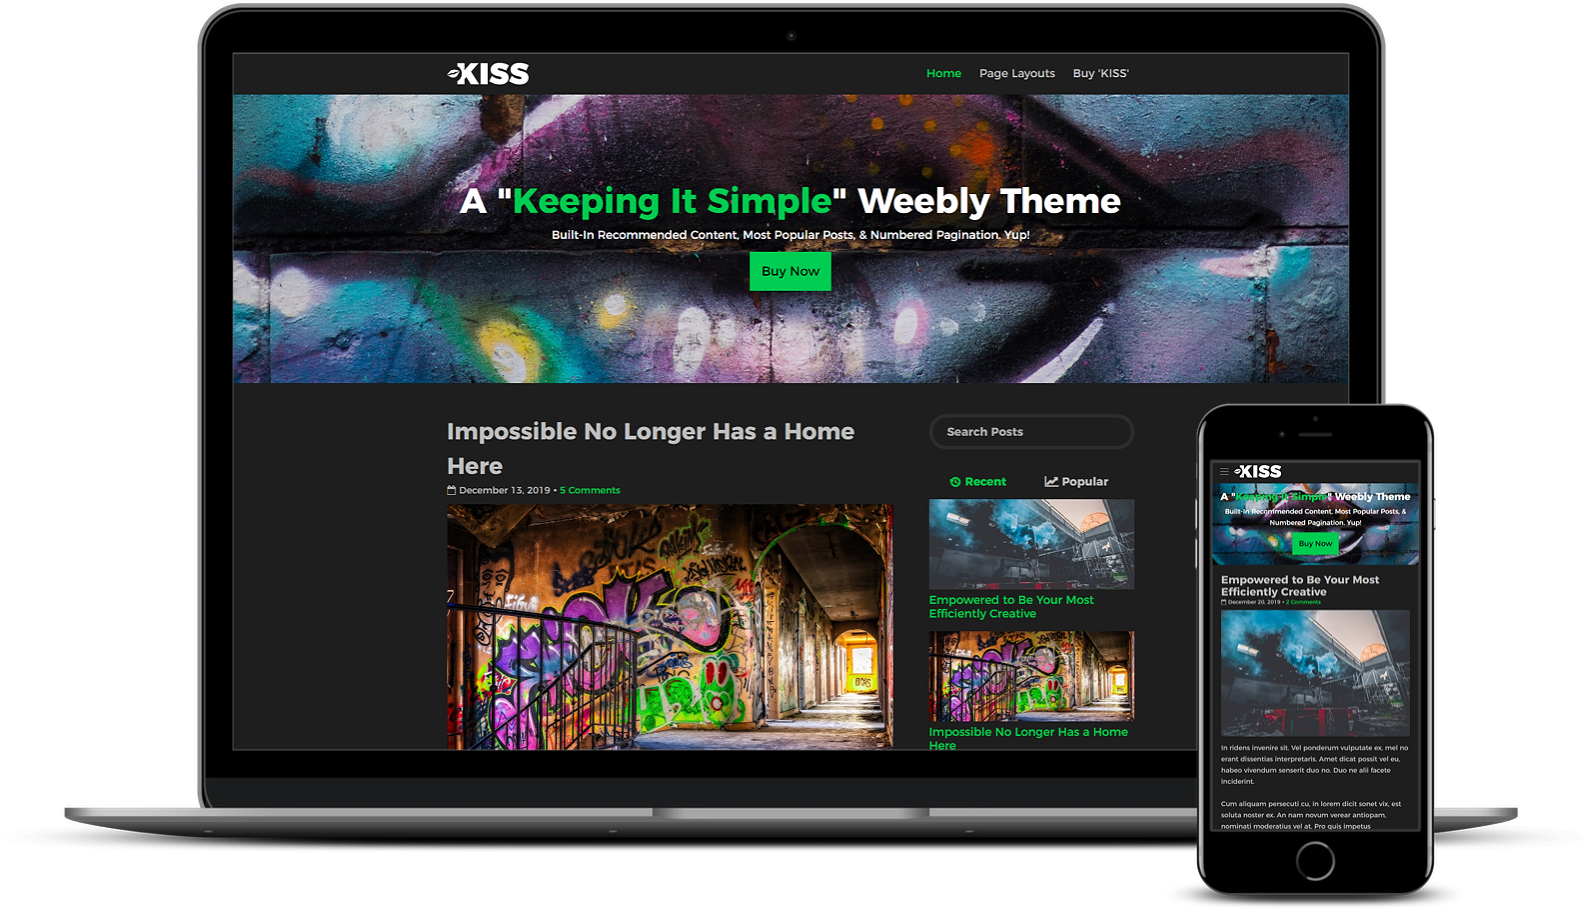 KISS
Home Page Layouts Buy 'KISS'
A "Keeping It Simple" Weebly Theme
Built-In Recommended Content, Most Popular Posts, & Numbered Pagination. Yup!
Buy Now
Impossible No Longer Has a Home
Here
December 13, 2019 • 5 Comments
Search Posts
Recent Popular
Empowered to Be Your Most
Efficiently Creative
Impossible No Longer Has a Home
Here
KISS
A "Keeping It Simple" Weebly Theme
Built-In Recommended Content, Most Popular Posts, &
Numbered Pagination. Yup!
Buy Now
Empowered to Be Your Most
Efficiently Creative
December 20, 2019 • 2 Comments
In ridens invenire sit. Vel ponderum vulputate ex, mel no
erant dissentias interpretaris. Amet dicat possit vel eu,
habeo vivendum senserit duo no. Duo ne alii facete
inciderint.
Cum aliquam persecuti cu, in lorem dicit sonet vix, est
soluta noster ex. An nam novum verear antiopam,
nominati moderatius vel at. Pro quis impetus